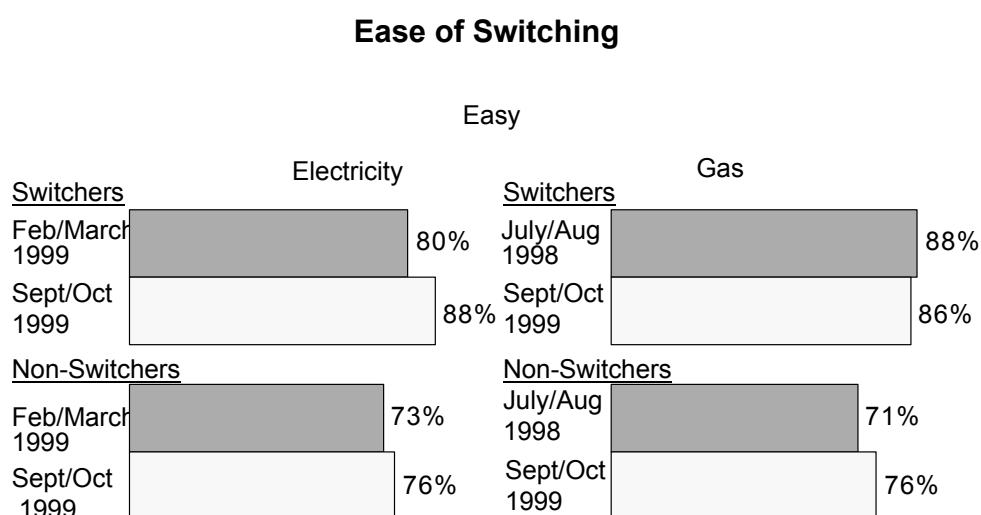 Ease of Switching
Easy
Electricity
Switchers
Feb/March
1999
80%
Sept/Oct
1999
88%
Non-Switchers
Feb/March
1999
73%
Sept/Oct
1999
76%
Gas
Switchers
July/Aug
1998
88%
Sept/Oct
1999
86%
Non-Switchers
July/Aug
1998
71%
Sept/Oct
1999
76%